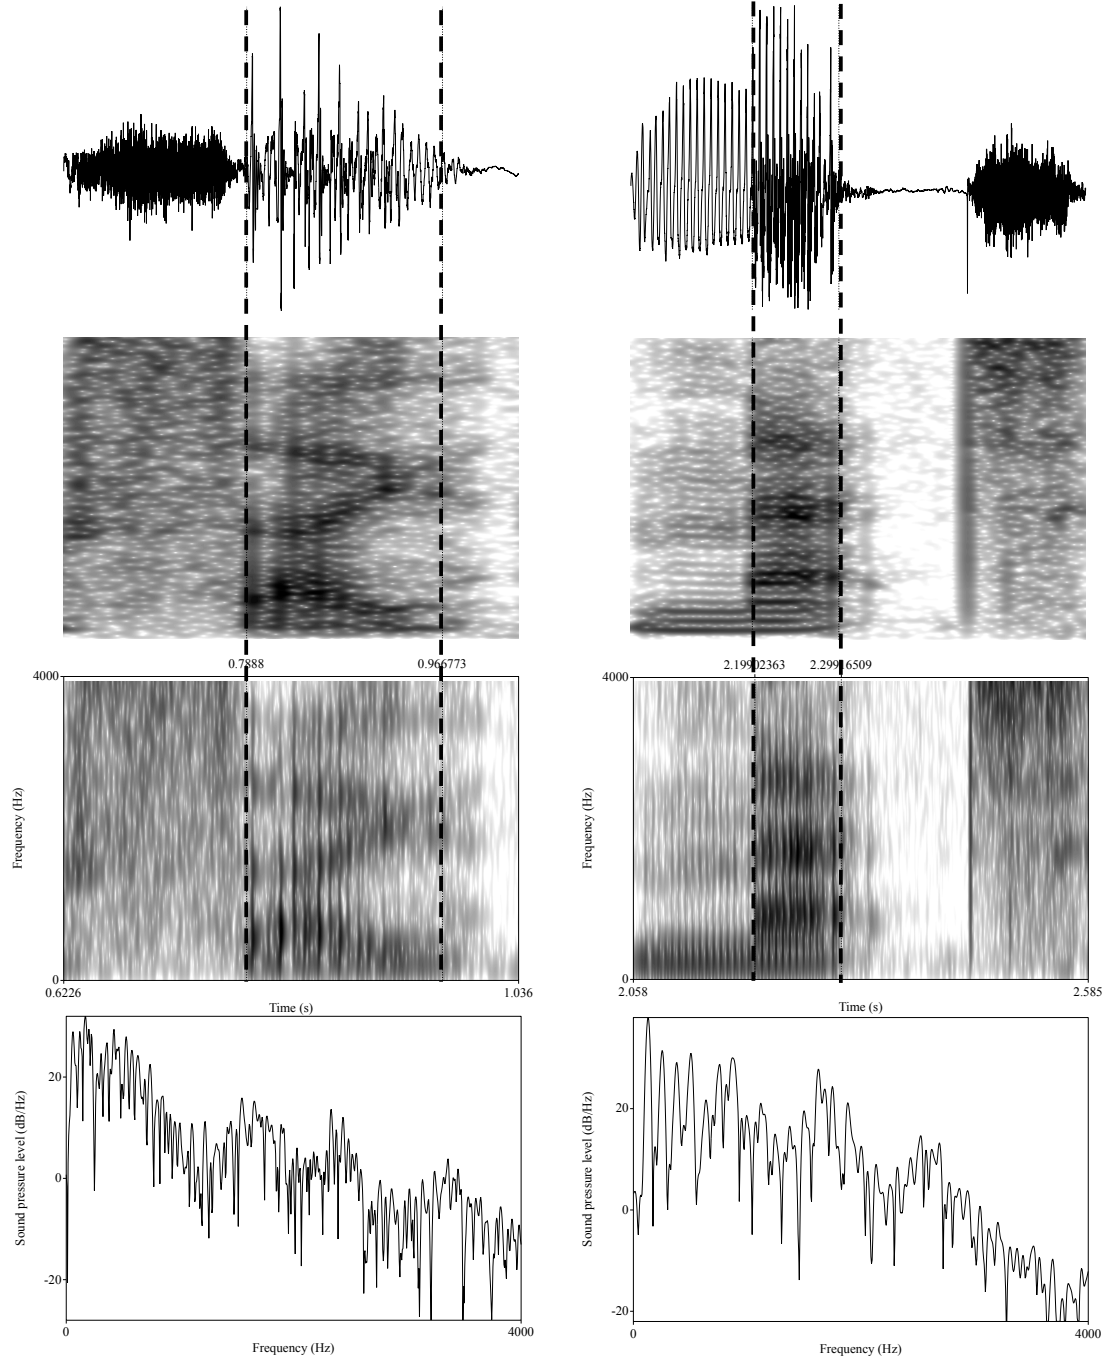 0.7888 0.966773
4000
Frequency (Hz)
0
0.6226 1.036
Time (s)
20
0
-20
Sound pressure level (dB/Hz)
0 4000
Frequency (Hz)
2.19902363 2.29916509
4000
Frequency (Hz)
0
2.058 2.585
Time (s)
20
0
-20
Sound pressure level (dB/Hz)
0 4000
Frequency (Hz)